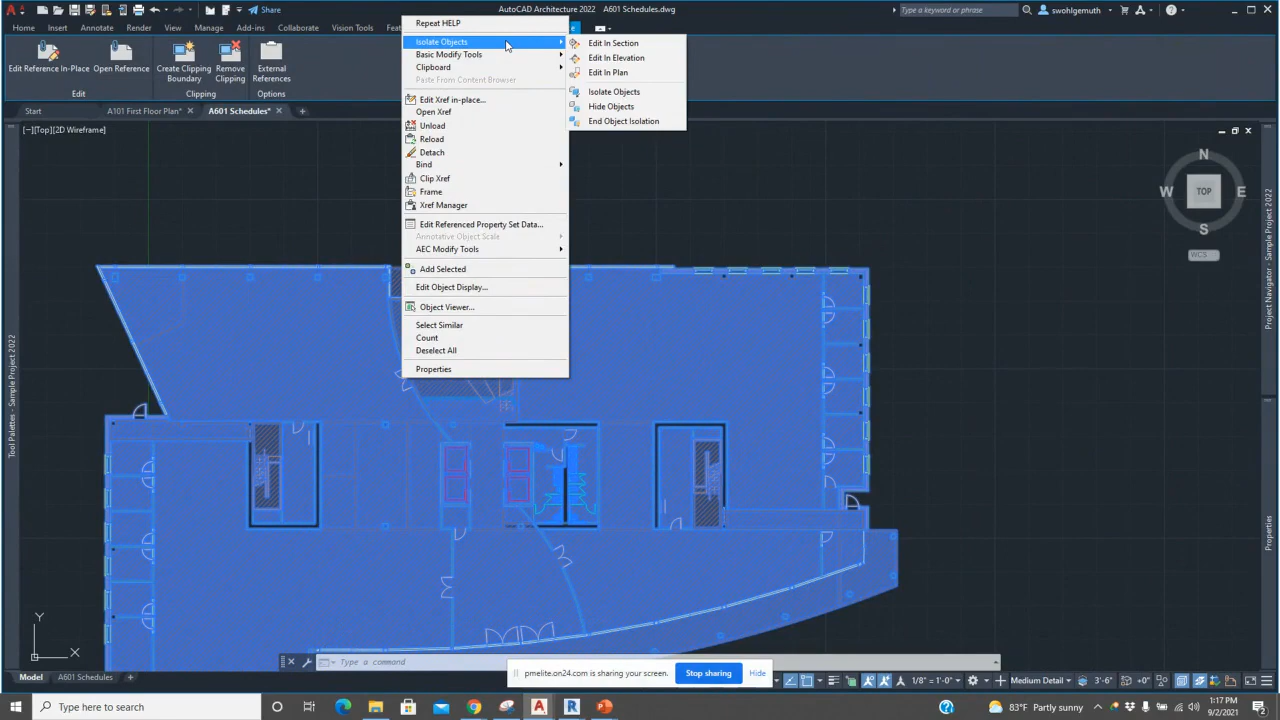 Share
AutoCAD Architecture 2022 A601 Schedules.dwg
Type a keyword or phrase
swohlgemuth
Home Insert Annotate Render View Manage Add-ins Collaborate Vision Tools
Edit Reference In-Place Open Reference Create Clipping Boundary Remove Clipping External References
Edit Clipping Options
Start A101 First Floor Plan* A601 Schedules*
[−][Top][2D Wireframe]
Repeat HELP
Isolate Objects
Basic Modify Tools
Clipboard
Paste From Content Browser
Edit Xref in-place...
Open Xref
Unload
Reload
Detach
Bind
Clip Xref
Frame
Xref Manager
Edit Referenced Property Set Data...
Annotative Object Scale
AEC Modify Tools
Add Selected
Edit Object Display...
Object Viewer...
Select Similar
Count
Deselect All
Properties
Edit In Section
Edit In Elevation
Edit In Plan
Isolate Objects
Hide Objects
End Object Isolation
N
W TOP E
S
WCS
Tool Palettes - Sample Project 2022
Project Navigator - Sample Project 2022
Properties
Y
X
Type a command
pmelite.on24.com is sharing your screen. Stop sharing Hide
Model A601 Schedules
1/8" = 1'-0" Medium Detail
Type here to search
83°F Partly sunny
1:17 PM
9/2/2021